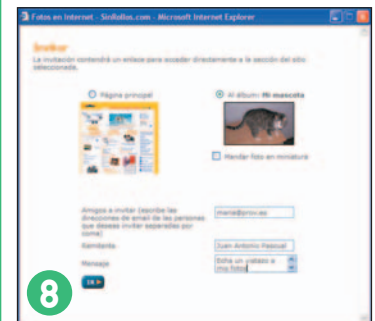 Fotos en Internet - SinRollos.com - Microsoft Internet Explorer
Invitar
La invitación contendrá un enlace para acceder directamente a la sección del sitio
seleccionada.
Página principal
Al álbum: Mi mascota
Mandar foto en miniatura
Amigos a invitar (escribe las
direcciones de email de las personas
que deseas invitar separadas por
coma)
maria@prov.es
Remitente
Juan Antonio Pascual
Mensaje
Echa un vistazo a
mis fotos
8